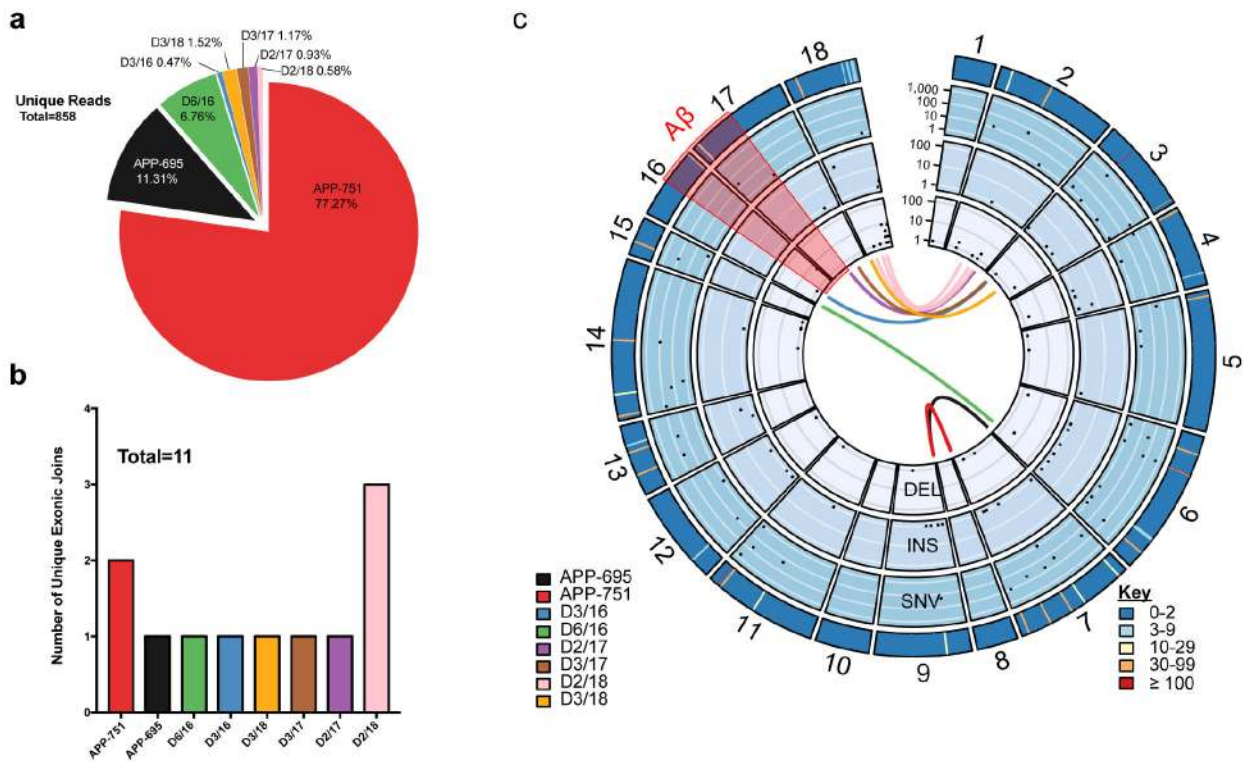 a
D3/17 1.17%
D3/18 1.52%
D2/17 0.93%
D3/16 0.47%
D2/18 0.58%
Unique Reads
Total=858
D6/16
6.76%
APP-695
11.31%
APP-751
77.27%
b
Number of Unique Exonic Joins
4
3
2
1
0
Total=11
APP-751
APP-695
D6/16
D3/16
D3/18
D3/17
D2/17
D2/18
c
1
2
3
4
5
6
7
8
9
10
11
12
13
14
15
16
17
18
Aβ
1,000
100
10
1
100
10
1
100
10
1
DEL
INS
SNV
APP-695
APP-751
D3/16
D6/16
D2/17
D3/17
D2/18
D3/18
Key
0-2
3-9
10-29
30-99
≥ 100